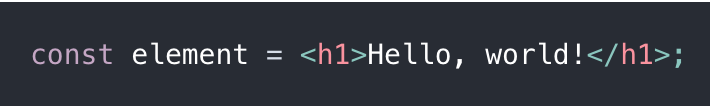 const element = <h1>Hello, world!</h1>;